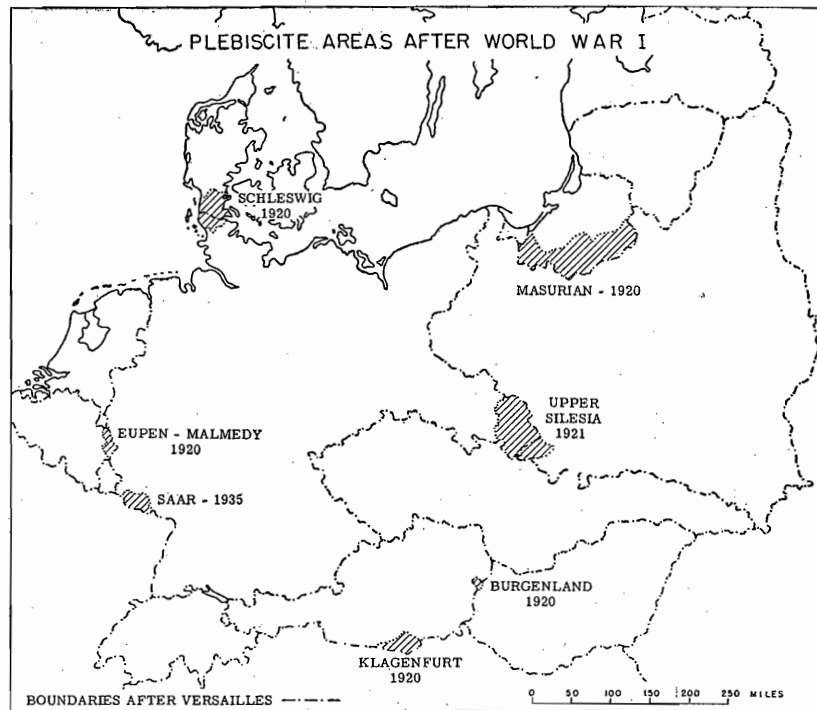 PLEBISCITE AREAS AFTER WORLD WAR I
SCHLESWIG
1920
MASURIAN - 1920
UPPER
SILESIA
1921
EUPEN - MALMEDY
1920
SAAR - 1935
BURGENLAND
1920
KLAGENFURT
1920
BOUNDARIES AFTER VERSAILLES
0 50 100 150 200 250 MILES